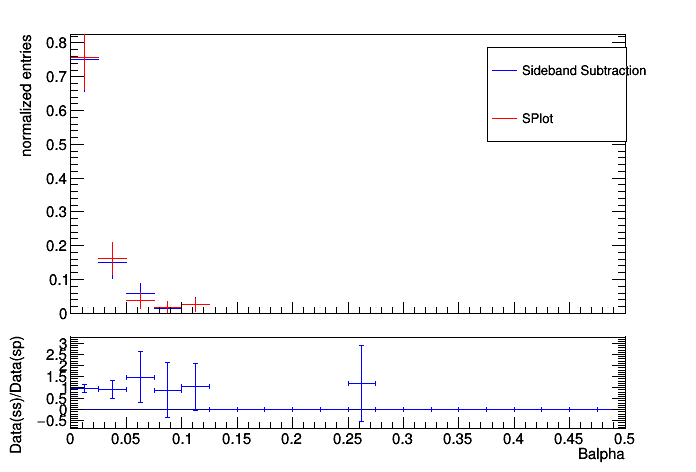 normalized entries
0.8
0.7
0.6
0.5
0.4
0.3
0.2
0.1
0
Sideband Subtraction
SPlot
Data(ss)/Data(sp)
3
2.5
2
1.5
1
0.5
0
−0.5
0 0.05 0.1 0.15 0.2 0.25 0.3 0.35 0.4 0.45 0.5
Balpha